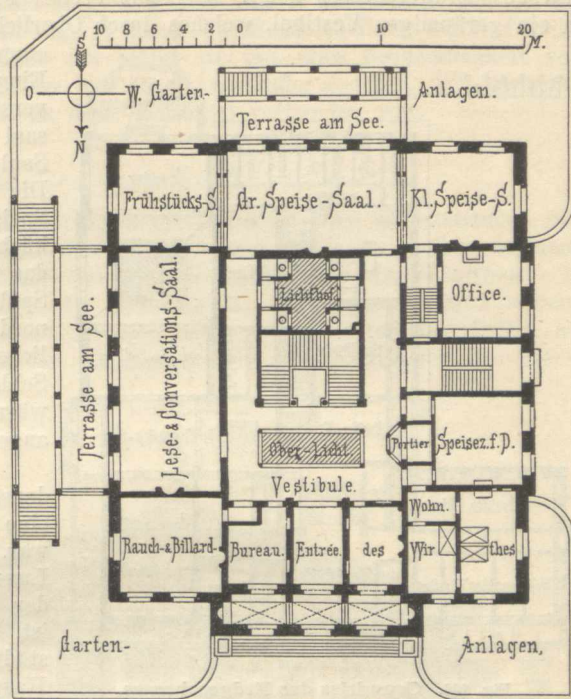 10 8 6 4 2 1 0 10 20 M.
S
O W. Garten- Anlagen.
N
Terrasse am See.
Frühstücks-S. Gr. Speise-Saal. Kl. Speise-S.
Lichthof.
Office.
Terrasse am See.
Lese- & Conversations-Saal.
Ober-Licht.
Portier
Speisez. f. D.
Vestibule.
Wohn.
Rauch- & Billard Bureau. Entrée. des Wir thes
Garten- Anlagen.